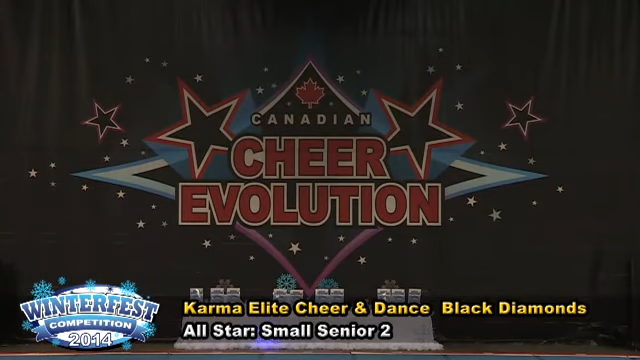 CANADIAN
CHEER
EVOLUTION
WINTERFEST
COMPETITION
2014
Karma Elite Cheer & Dance Black Diamonds
All Star: Small Senior 2